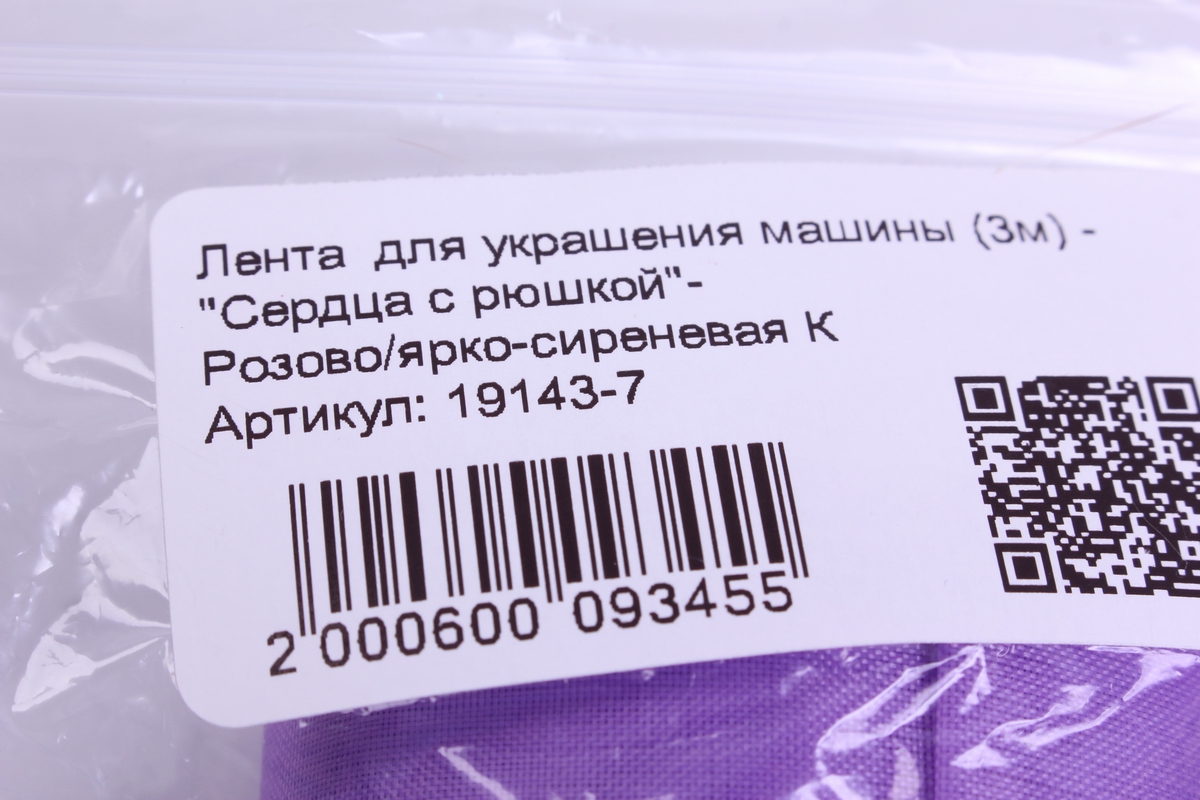 Лента для украшения машины (3м) -
"Сердца с рюшкой"-
Розово/ярко-сиреневая К
Артикул: 19143-7
2 000600 093455